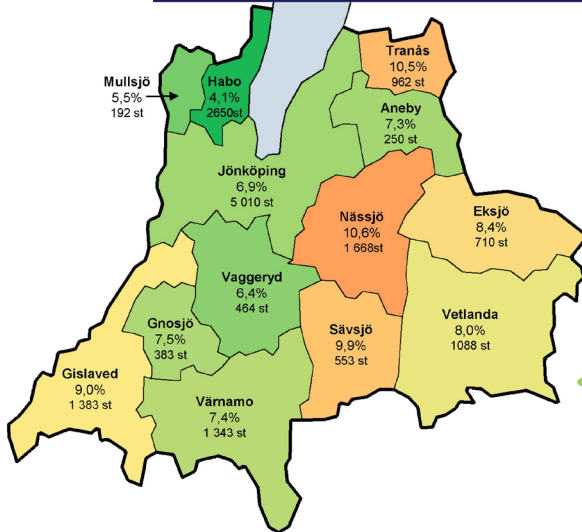 Tranås
10,5%
962 st
Mullsjö
5,5%
192 st
Habo
4,1%
2650st
Aneby
7,3%
250 st
Jönköping
6,9%
5 010 st
Nässjö
10,6%
1 668st
Eksjö
8,4%
710 st
Vaggeryd
6,4%
464 st
Vetlanda
8,0%
1088 st
Gnosjö
7,5%
383 st
Sävsjö
9,9%
553 st
Gislaved
9,0%
1 383 st
Värnamo
7,4%
1 343 st